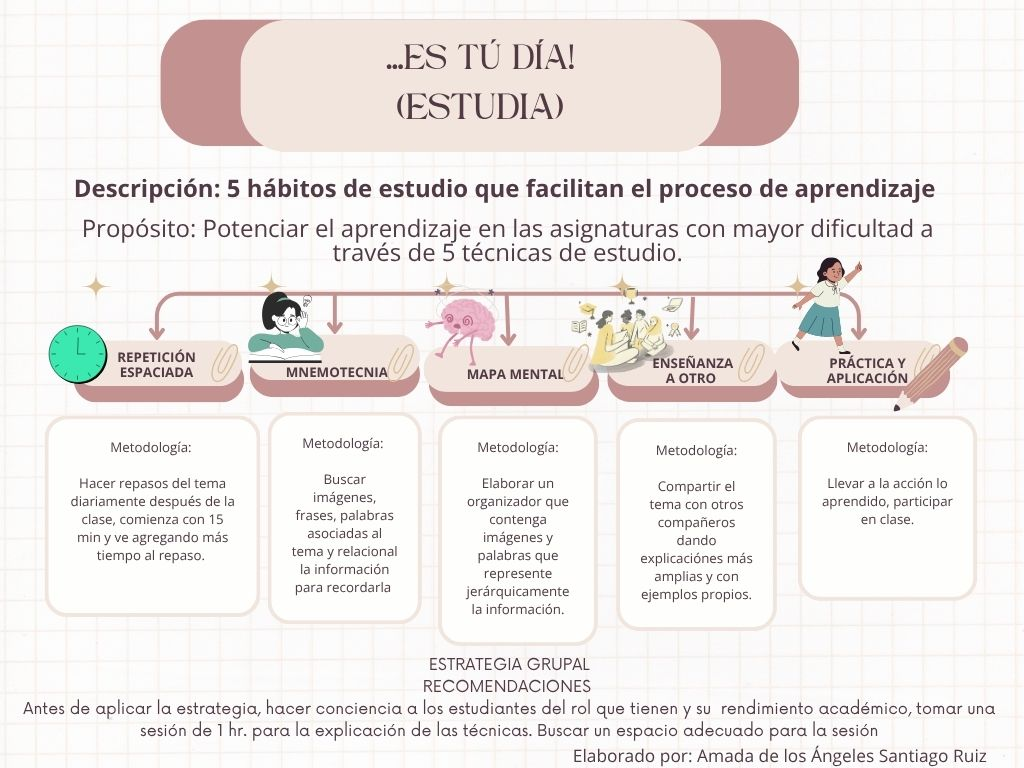 ...ES TÚ DÍA!
(ESTUDIA)
Descripción: 5 hábitos de estudio que facilitan el proceso de aprendizaje
Propósito: Potenciar el aprendizaje en las asignaturas con mayor dificultad a
través de 5 técnicas de estudio.
REPETICIÓN
ESPACIADA
Metodología:
Hacer repasos del tema
diariamente después de la
clase, comienza con 15
min y ve agregando más
tiempo al repaso.
MNEMOTECNIA
Metodología:
Buscar
imágenes,
frases, palabras
asociadas al
tema y relacional
la información
para recordarla
MAPA MENTAL
Metodología:
Elaborar un
organizador que
contenga
imágenes y
palabras que
represente
jerárquicamente
la información.
ENSEÑANZA
A OTRO
Metodología:
Compartir el
tema con otros
compañeros
dando
explicaciónes más
amplias y con
ejemplos propios.
PRÁCTICA Y
APLICACIÓN
Metodología:
Llevar a la acción lo
aprendido, participar
en clase.
ESTRATEGIA GRUPAL
RECOMENDACIONES
Antes de aplicar la estrategia, hacer conciencia a los estudiantes del rol que tienen y su rendimiento académico, tomar una
sesión de 1 hr. para la explicación de las técnicas. Buscar un espacio adecuado para la sesión
Elaborado por: Amada de los Ángeles Santiago Ruiz